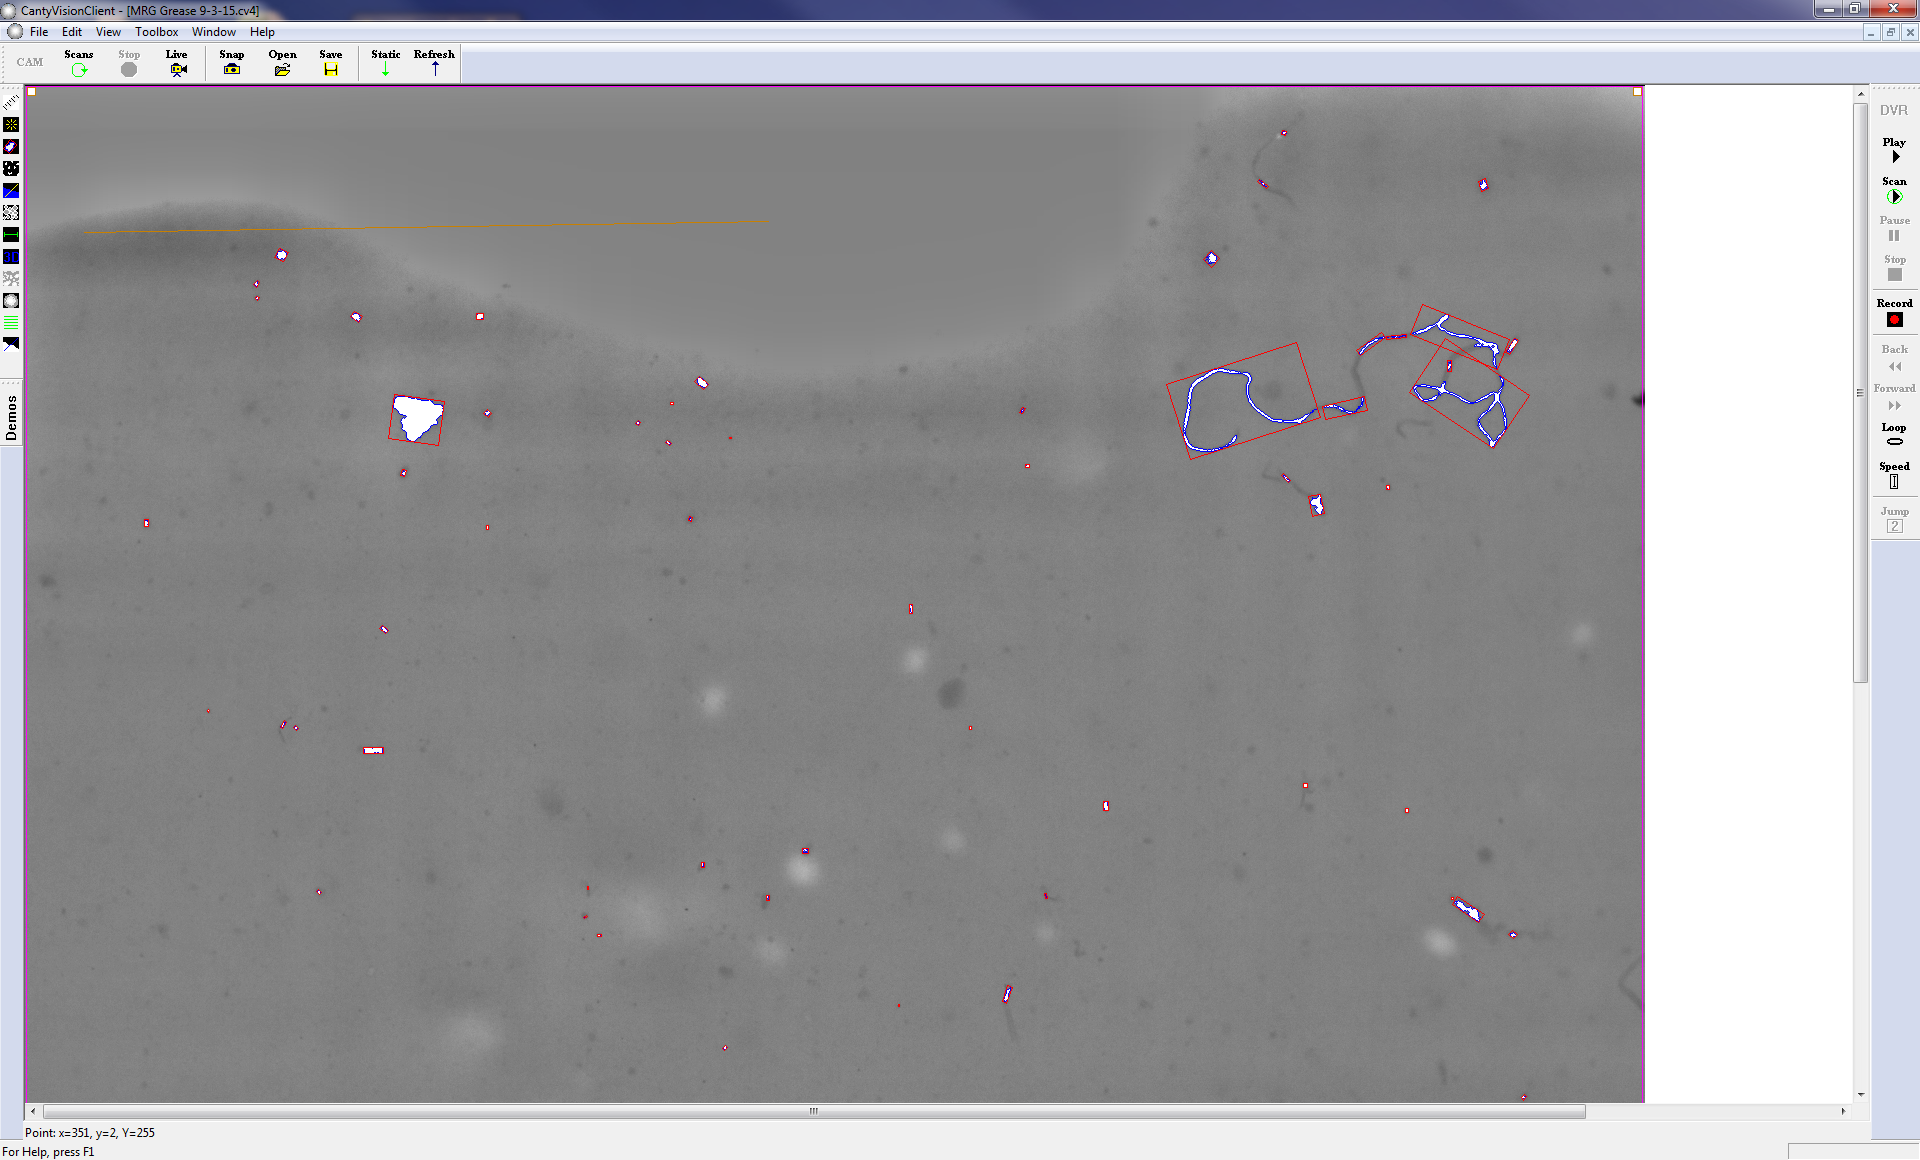 CantyVisionClient - [MRG Grease 9-3-15.cv4]
File Edit View Toolbox Window Help
CAM Scans Stop Live Snap Open Save Static Refresh
3D
Demos
DVR
Play
Scan
Pause
Stop
Record
Back
Forward
Loop
Speed
Jump
2
Point: x=351, y=2, Y=255
For Help, press F1